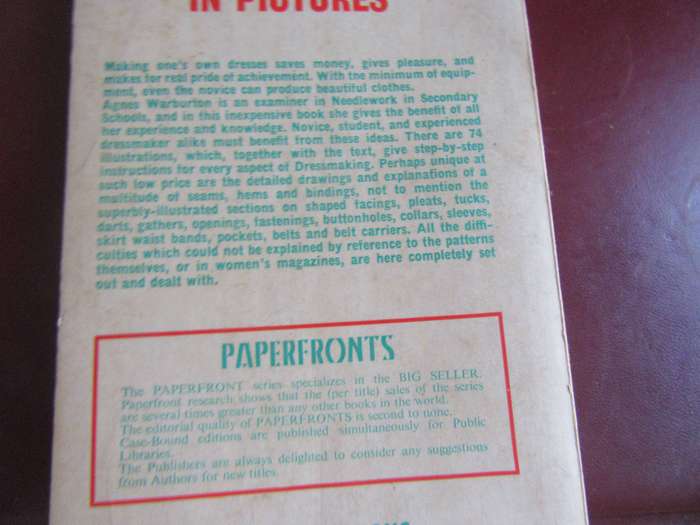 IN PICTURES
Making one's own dresses saves money, gives pleasure, and
makes for real pride of achievement. With the minimum of equip-
ment, even the novice can produce beautiful clothes.
Agnes Warburton is an examiner in Needlework in Secondary
Schools, and in this inexpensive book she gives the benefit of all
her experience and knowledge. Novice, student, and experienced
dressmaker alike must benefit from these ideas. There are 74
illustrations, which, together with the text, give step-by-step
instructions for every aspect of Dressmaking. Perhaps unique at
such low price are the detailed drawings and explanations of a
multitude of seams, hems and bindings, not to mention the
superbly-illustrated sections on shaped facings, pleats, tucks,
darts, gathers, openings, fastenings, buttonholes, collars, sleeves,
skirt waist bands, pockets, belts and belt carriers. All the diffi-
culties which could not be explained by reference to the patterns
themselves, or in women's magazines, are here completely set
out and dealt with.
PAPERFRONTS
The PAPERFRONT series specializes in the BIG SELLER.
Paperfront research shows that the (per title) sales of the series
are several times greater than any other books in the world.
The editorial quality of PAPERFRONTS is second to none.
Case-Bound editions are published simultaneously for Public
Libraries.
The Publishers are always delighted to consider any suggestions
from Authors for new titles.